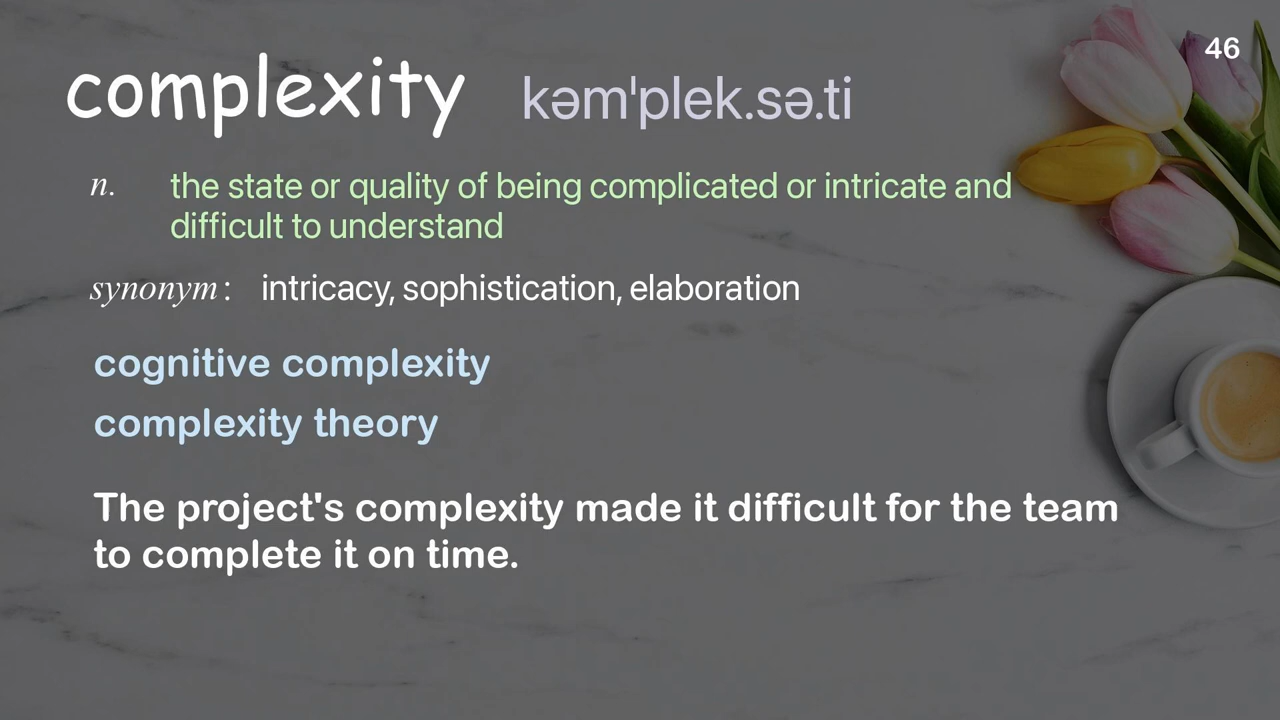 46
complexity kəmˈplek.sə.ti
n. the state or quality of being complicated or intricate and
difficult to understand
synonym: intricacy, sophistication, elaboration
cognitive complexity
complexity theory
The project's complexity made it difficult for the team
to complete it on time.